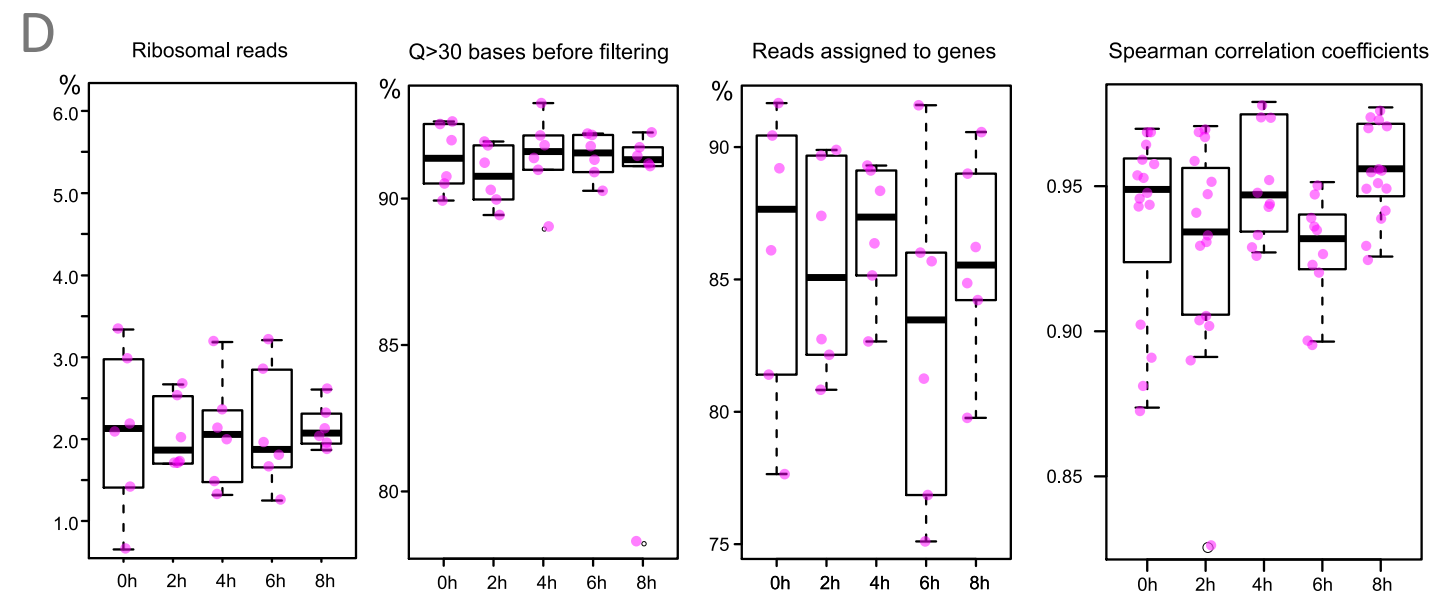 D
Ribosomal reads
%
6.0
5.0
4.0
3.0
2.0
1.0
0h 2h 4h 6h 8h
Q>30 bases before filtering
%
90
85
80
0h 2h 4h 6h 8h
Reads assigned to genes
%
90
85
80
75
0h 2h 4h 6h 8h
Spearman correlation coefficients
0.95
0.90
0.85
0h 2h 4h 6h 8h